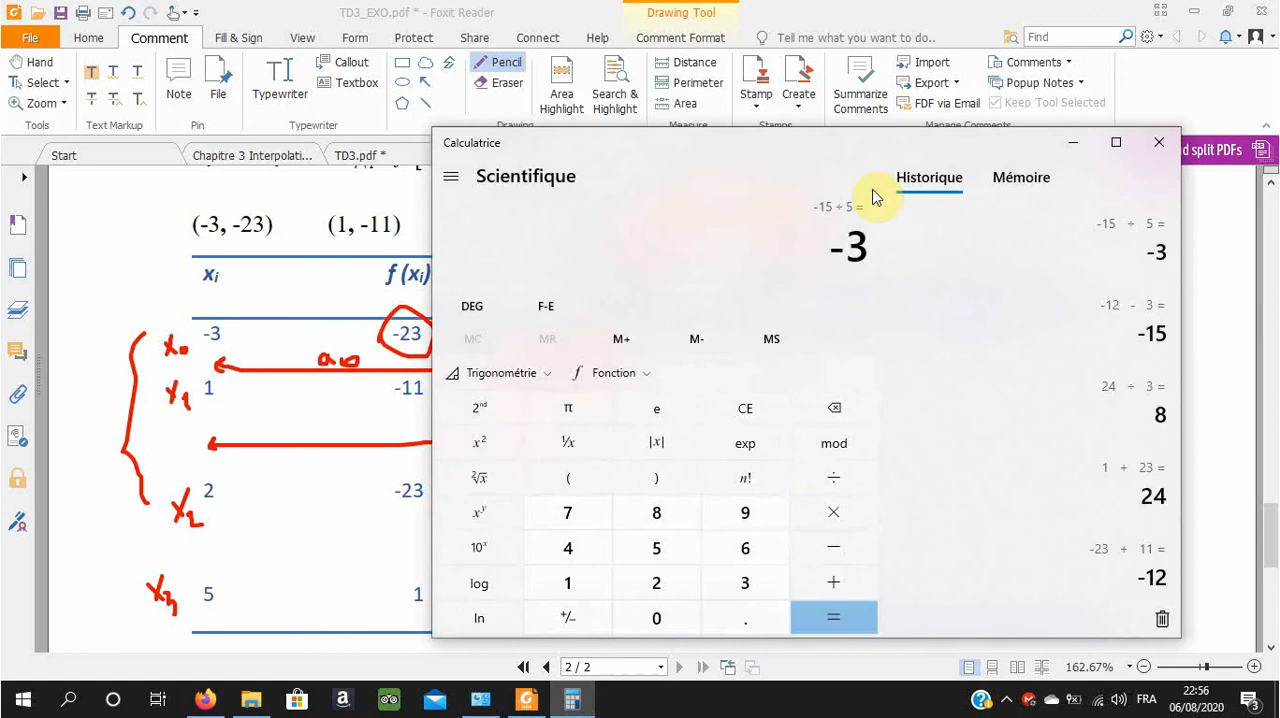 TD3_EXO.pdf * - Foxit Reader
Drawing Tool
File Home Comment Fill & Sign View Form Protect Share Connect Help Comment Format Tell me what you want to do... Find
Hand
Select
Zoom
Tools
Text Markup
Note
File
Pin
Typewriter
Callout
Textbox
Typewriter
Pencil
Eraser
Drawing
Area Highlight
Search & Highlight
Distance
Perimeter
Area
Measure
Stamp
Create
Stamps
Summarize Comments
Import
Export
FDF via Email
Comments
Popup Notes
Keep Tool Selected
Manage Comments
Start
Chapitre 3 Interpolati...
TD3.pdf *
d split PDFs
(-3, -23) (1, -11)
xi f (xi)
x0 -3 -23
a0
x1 1 -11
x2 2 -23
x3 5 1
Calculatrice
Scientifique
Historique Mémoire
-15 ÷ 5 =
-3
DEG F-E
MC MR M+ M- MS
Trigonométrie Fonction
2nd π e CE
x2 ¹/x |x| exp mod
²√x ( ) n! ÷
xy 7 8 9 ×
10x 4 5 6 −
log 1 2 3 +
ln +/− 0 . =
-15 ÷ 5 =
-3
-12 - 3 =
-15
24 ÷ 3 =
8
1 + 23 =
24
-23 + 11 =
-12
2 / 2
162.67%
FRA
22:56
06/08/2020
3